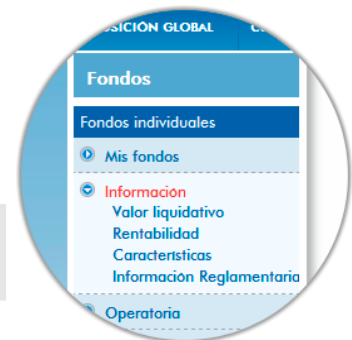 OSICIÓN GLOBAL
Fondos
Fondos individuales
Mis fondos
Información
Valor liquidativo
Rentabilidad
Características
Información Reglamentaria
Operatoria